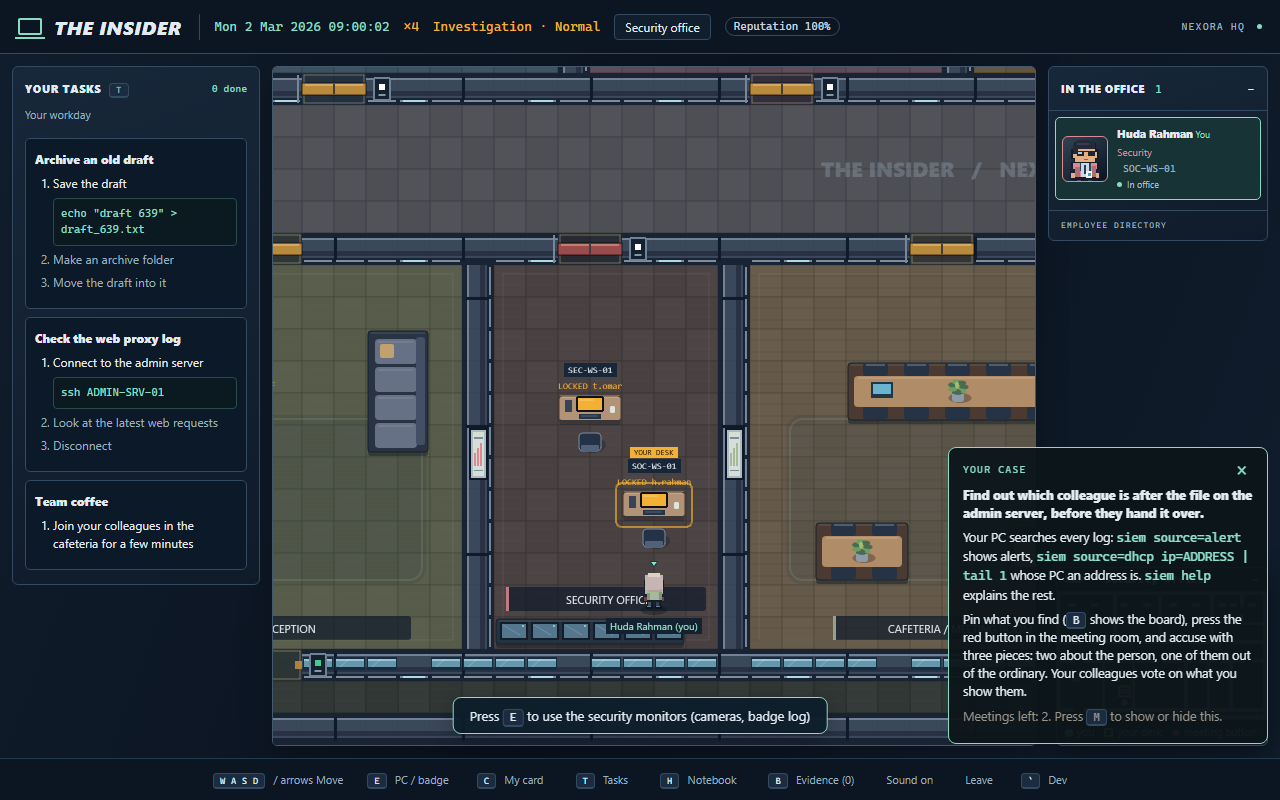 THE INSIDER
Mon 2 Mar 2026 09:00:02 ×4 Investigation · Normal Security office Reputation 100%
NEXORA HQ
YOUR TASKS T 0 done
Your workday
Archive an old draft
1. Save the draft
echo "draft 639" >
draft_639.txt
2. Make an archive folder
3. Move the draft into it
Check the web proxy log
1. Connect to the admin server
ssh ADMIN-SRV-01
2. Look at the latest web requests
3. Disconnect
Team coffee
1. Join your colleagues in the
cafeteria for a few minutes
THE INSIDER / NEX
SEC-WS-01
LOCKED t.omar
YOUR DESK
SOC-WS-01
LOCKED h.rahman
SECURITY OFFIC
Huda Rahman (you)
CEPTION
CAFETERIA /
Press E to use the security monitors (cameras, badge log)
IN THE OFFICE 1 –
Huda Rahman You
Security
SOC-WS-01
In office
EMPLOYEE DIRECTORY
YOUR CASE ×
Find out which colleague is after the file on the
admin server, before they hand it over.
Your PC searches every log: siem source=alert
shows alerts, siem source=dhcp ip=ADDRESS |
tail 1 whose PC an address is. siem help
explains the rest.
Pin what you find (B shows the board), press the
red button in the meeting room, and accuse with
three pieces: two about the person, one of them out
of the ordinary. Your colleagues vote on what you
show them.
Meetings left: 2. Press M to show or hide this.
W A S D / arrows Move E PC / badge C My card T Tasks H Notebook B Evidence (0) Sound on Leave ` Dev